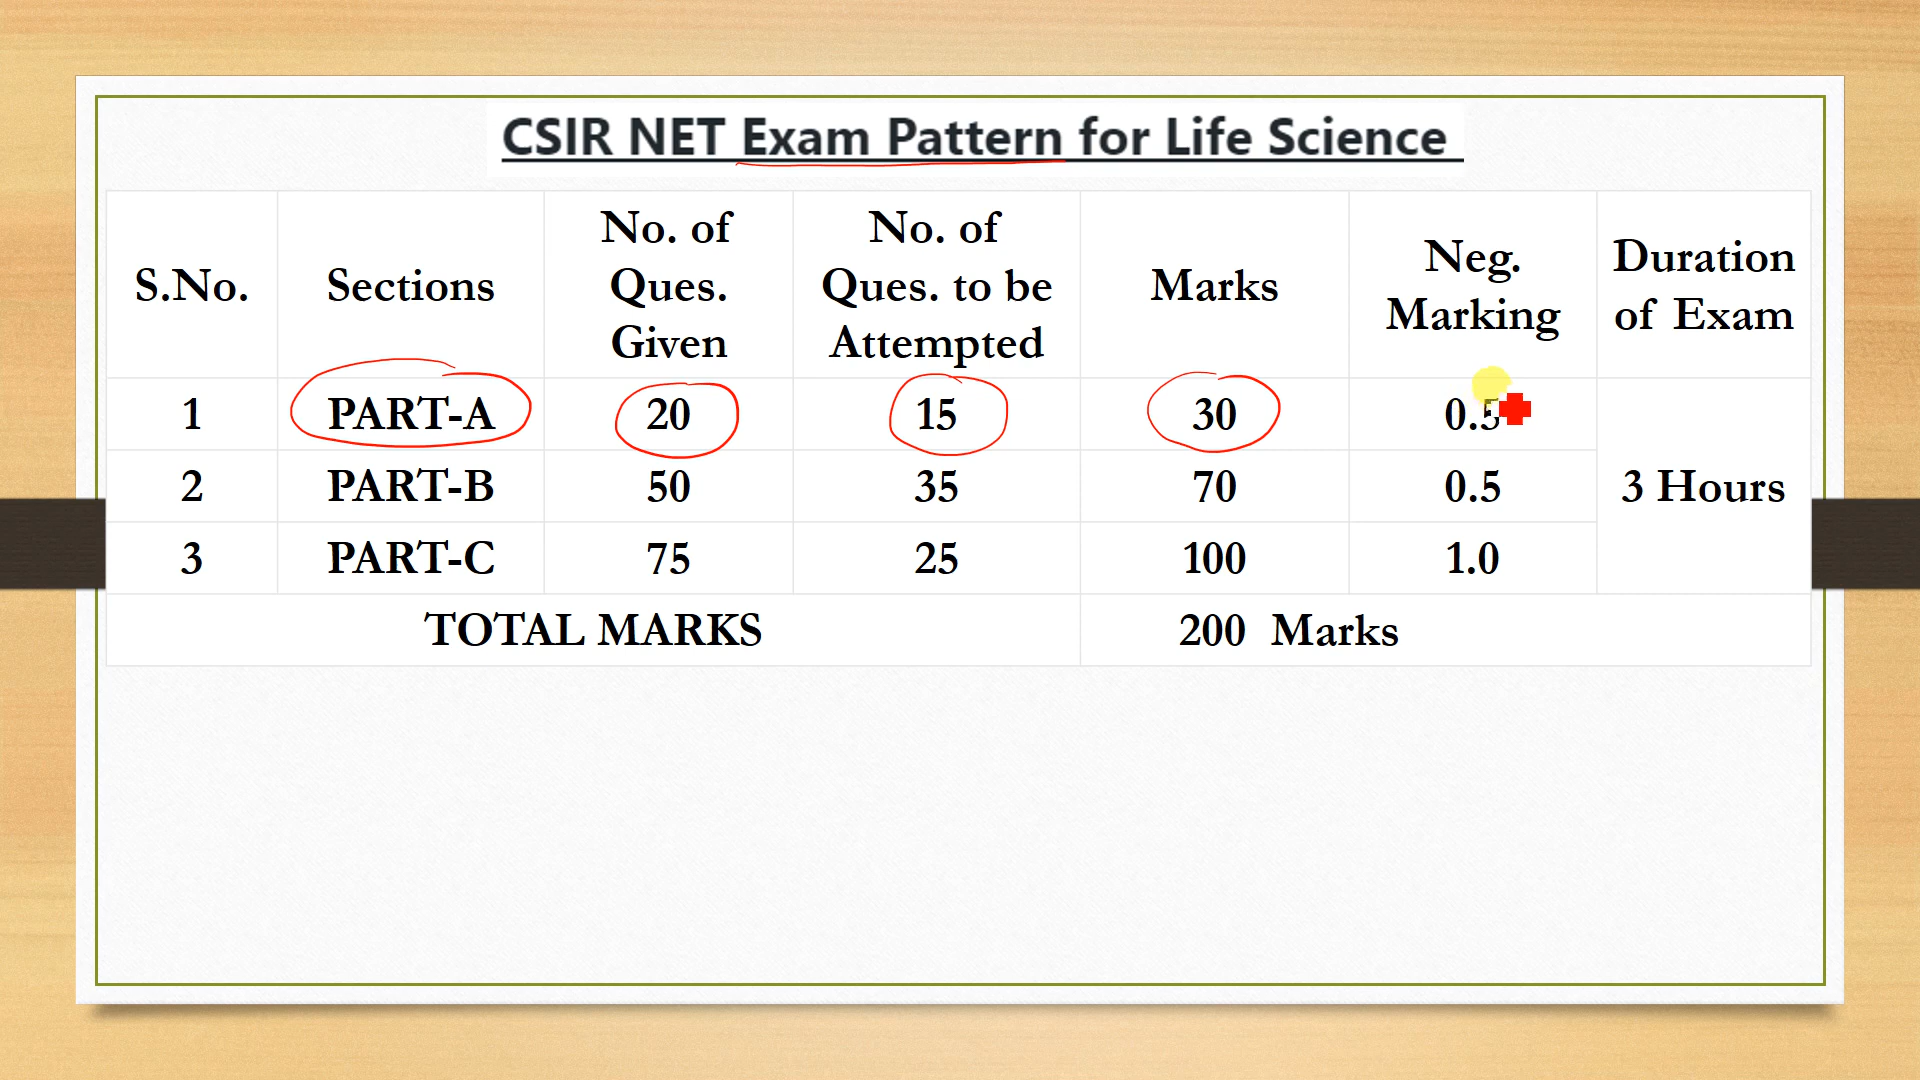 CSIR NET Exam Pattern for Life Science
S.No. Sections No. of Ques. Given No. of Ques. to be Attempted Marks Neg. Marking Duration of Exam
1 PART-A 20 15 30 0.5 3 Hours
2 PART-B 50 35 70 0.5
3 PART-C 75 25 100 1.0
TOTAL MARKS 200 Marks